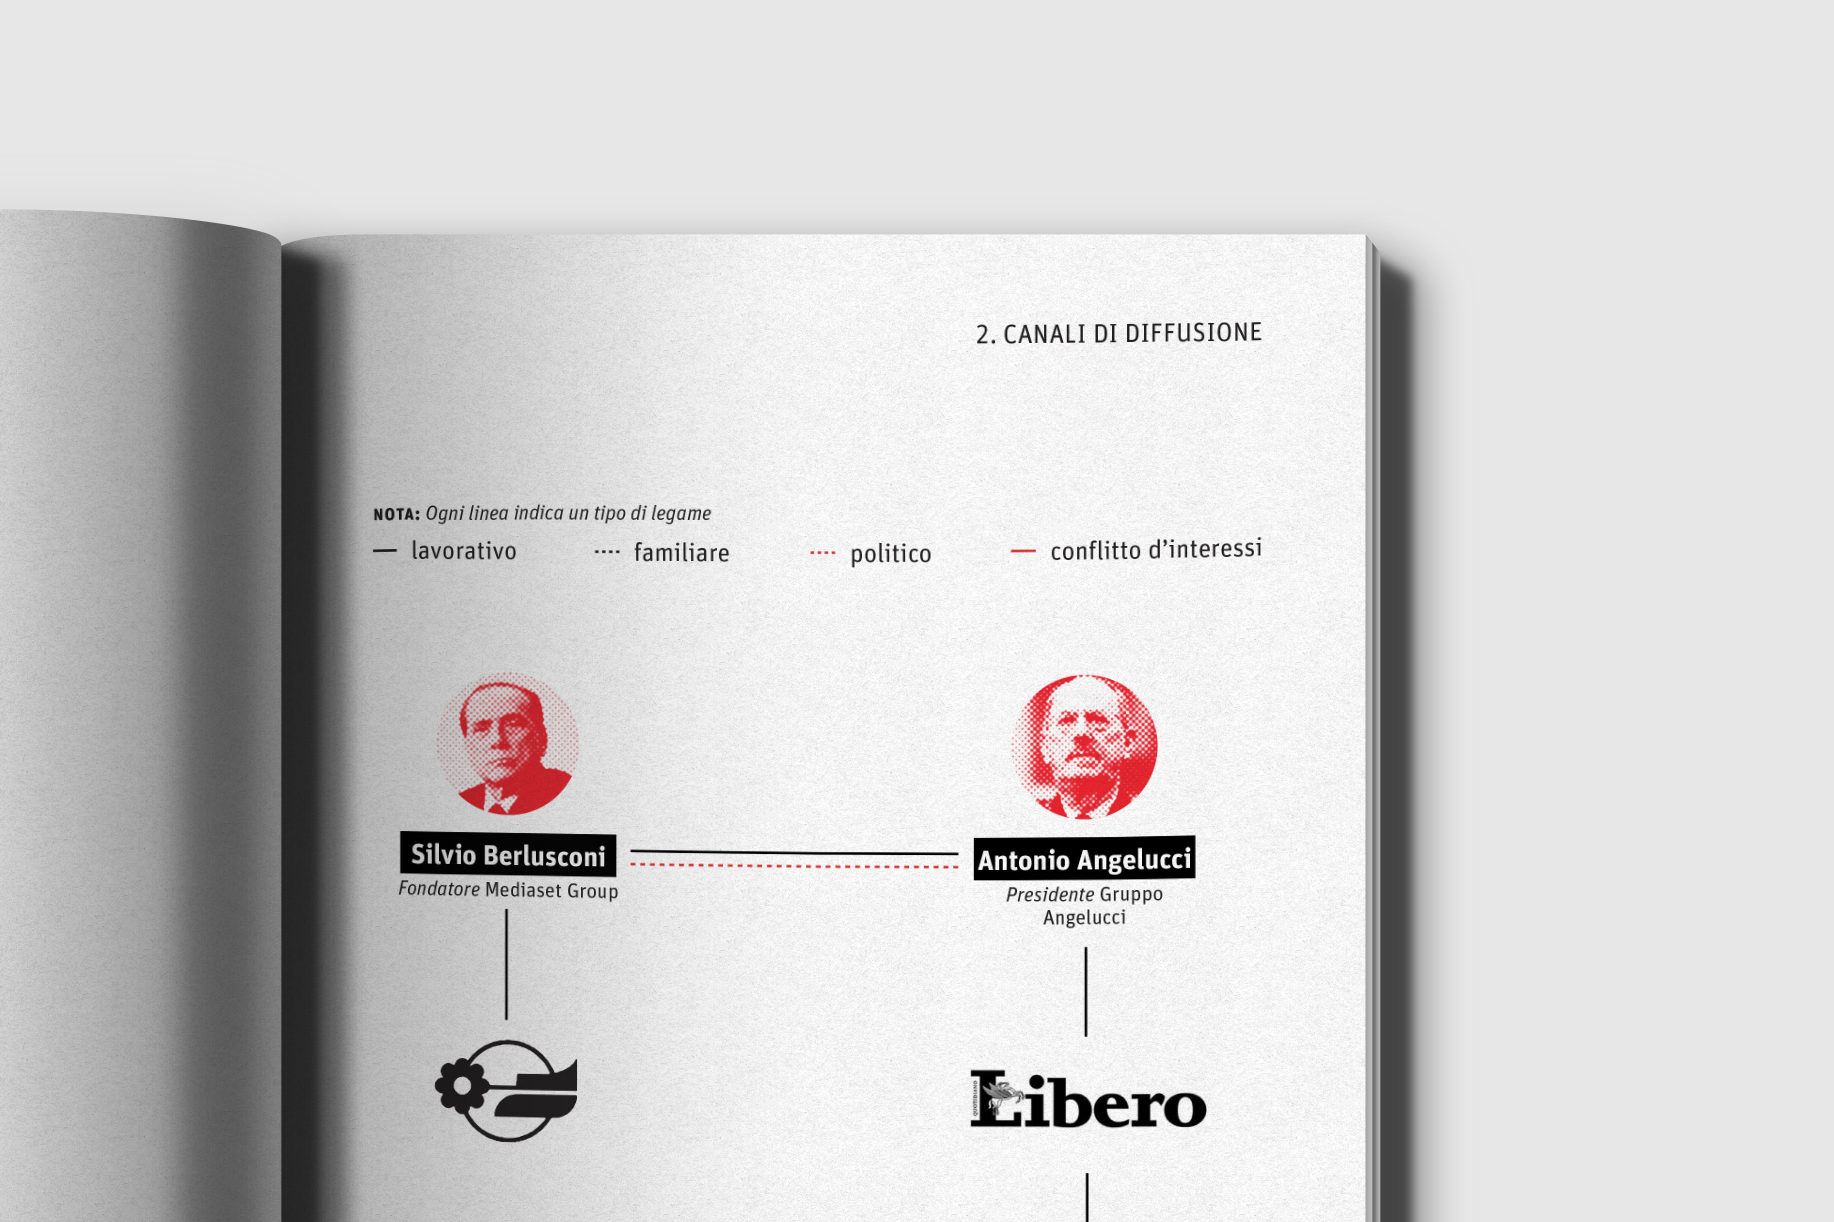 2. CANALI DI DIFFUSIONE
NOTA: Ogni linea indica un tipo di legame
lavorativo familiare politico conflitto d'interessi
Silvio Berlusconi
Fondatore Mediaset Group
Antonio Angelucci
Presidente Gruppo
Angelucci
QUOTIDIANO
Libero